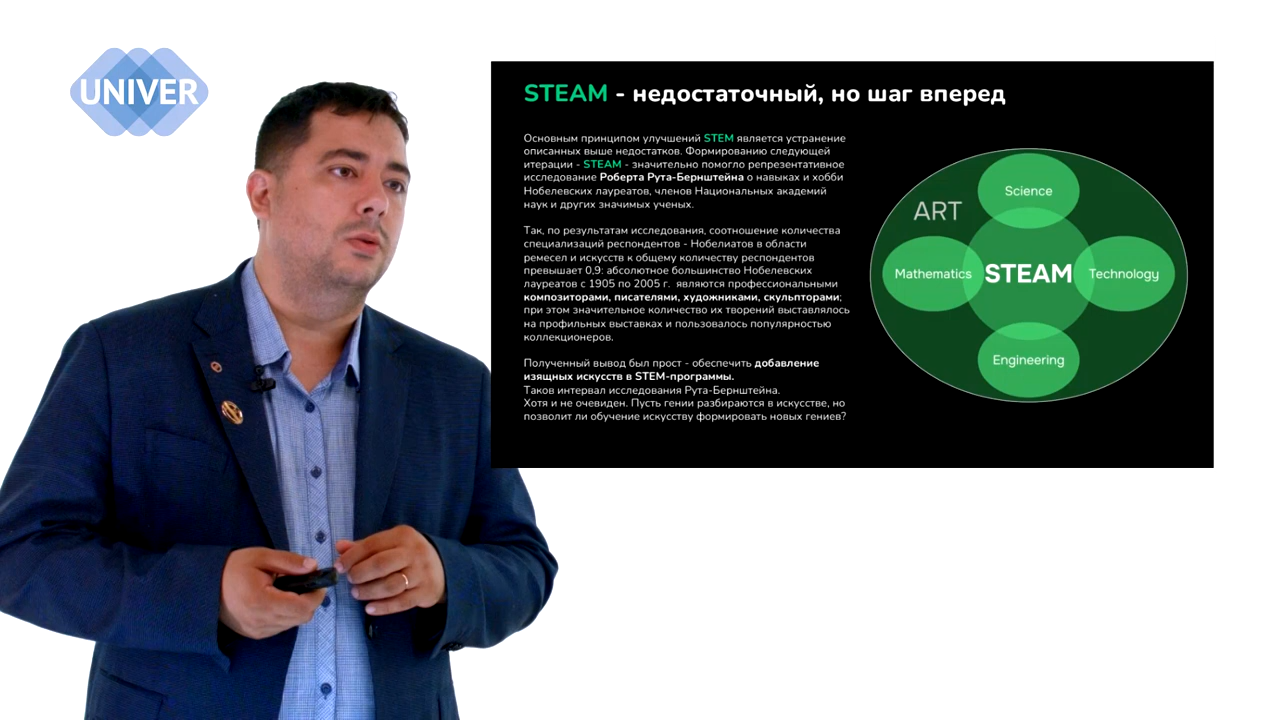 UNIVER
STEAM - недостаточный, но шаг вперед
Основным принципом улучшений STEM является устранение
описанных выше недостатков. Формированию следующей
итерации - STEAM - значительно помогло репрезентативное
исследование Роберта Рута-Бернштейна о навыках и хобби
Нобелевских лауреатов, членов Национальных академий
наук и других значимых ученых.
Так, по результатам исследования, соотношение количества
специализаций респондентов - Нобелиатов в области
ремесел и искусств к общему количеству респондентов
превышает 0,9: абсолютное большинство Нобелевских
лауреатов с 1905 по 2005 г. являются профессиональными
композиторами, писателями, художниками, скульпторами;
при этом значительное количество их творений выставлялось
на профильных выставках и пользовалось популярностью
коллекционеров.
Полученный вывод был прост - обеспечить добавление
изящных искусств в STEM-программы.
Таков интервал исследования Рута-Бернштейна.
Хотя и не очевиден. Пусть гении разбираются в искусстве, но
позволит ли обучение искусству формировать новых гениев?
ART
Science
Mathematics
STEAM
Technology
Engineering